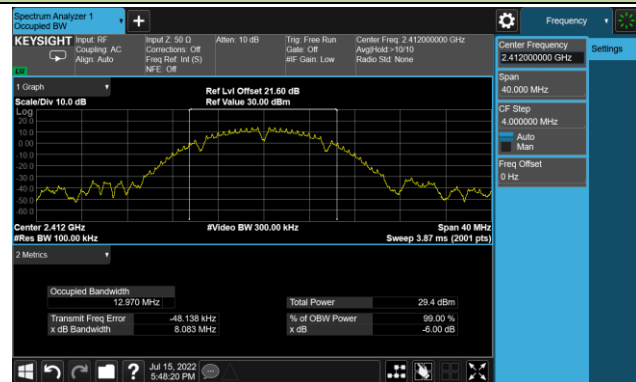 Spectrum Analyzer 1
Occupied BW
Frequency
KEYSIGHT
Input: RF
Coupling: AC
Align: Auto
Input Z: 50 Ω
Corrections: Off
Freq Ref: Int (S)
NFE: Off
Atten: 10 dB
Trig: Free Run
Gate: Off
#IF Gain: Low
Center Freq: 2.412000000 GHz
Avg|Hold:>10/10
Radio Std: None
Center Frequency
2.412000000 GHz
Settings
Span
40.000 MHz
CF Step
4.000000 MHz
Auto
Man
Freq Offset
0 Hz
1 Graph
Scale/Div 10.0 dB
Ref Lvl Offset 21.60 dB
Ref Value 30.00 dBm
Log
20.0
10.0
0.00
-10.0
-20.0
-30.0
-40.0
-50.0
-60.0
Center 2.412 GHz
#Res BW 100.00 kHz
#Video BW 300.00 kHz
Span 40 MHz
Sweep 3.87 ms (2001 pts)
2 Metrics
Occupied Bandwidth
12.970 MHz
Total Power 29.4 dBm
Transmit Freq Error -48.138 kHz
% of OBW Power 99.00 %
x dB Bandwidth 8.083 MHz
x dB -6.00 dB
Jul 15, 2022
5:48:20 PM